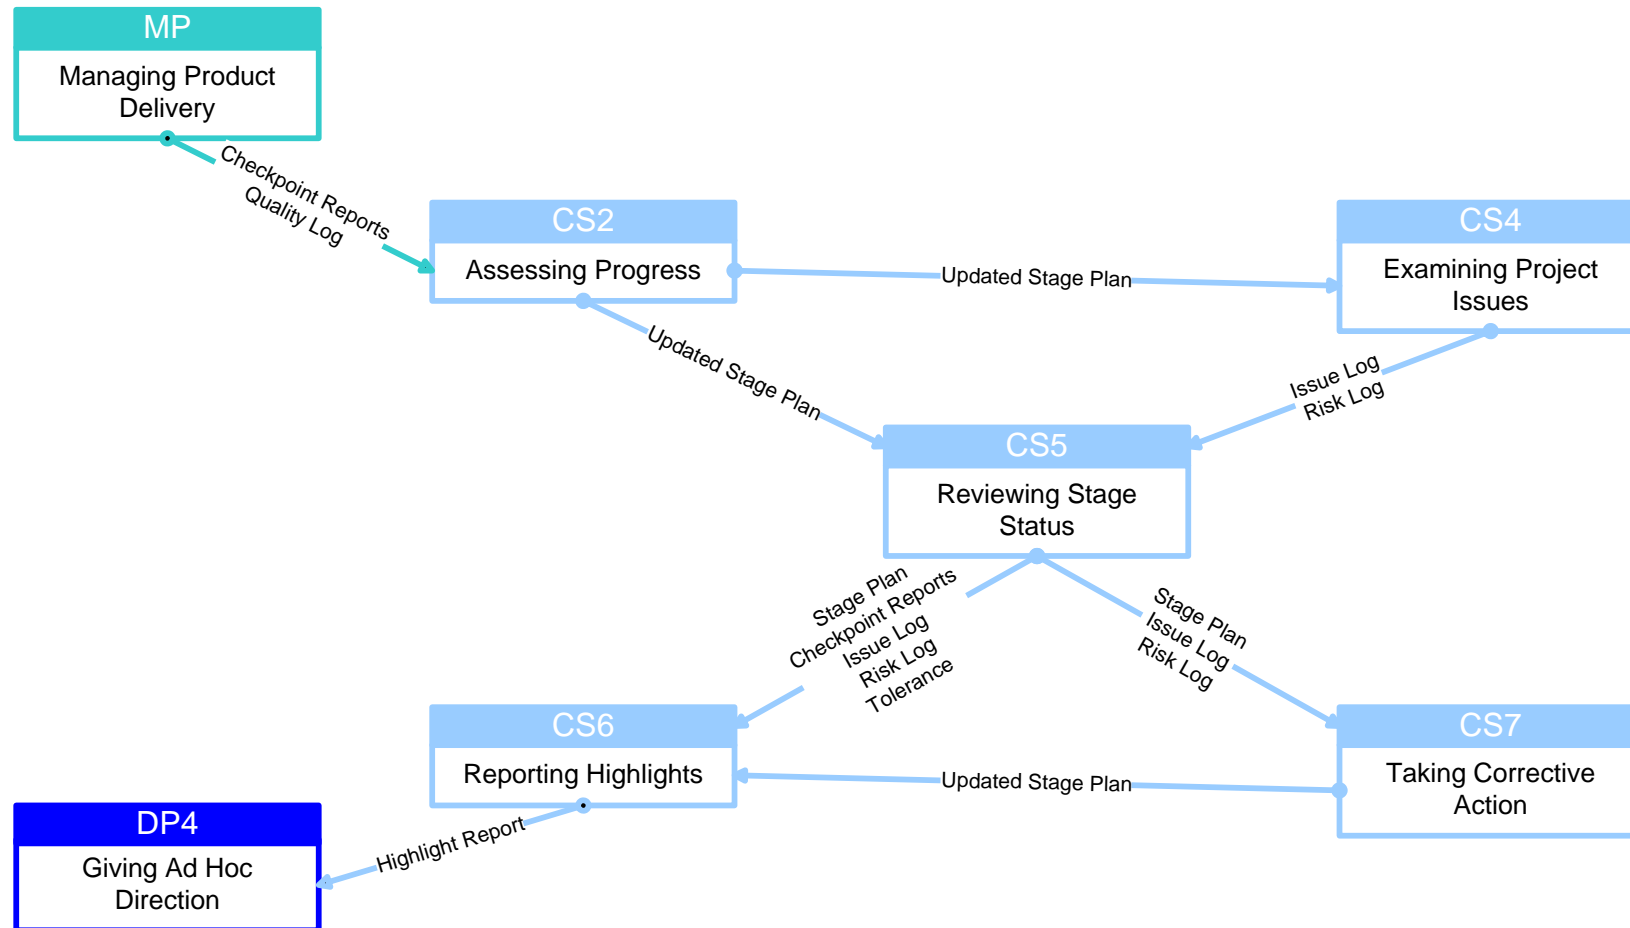 MP
Managing Product
Delivery
Checkpoint Reports
Quality Log
CS2
Assessing Progress
Updated Stage Plan
CS4
Examining Project
Issues
Updated Stage Plan
Issue Log
Risk Log
CS5
Reviewing Stage
Status
Stage Plan
Checkpoint Reports
Issue Log
Risk Log
Tolerance
Stage Plan
Issue Log
Risk Log
CS6
Reporting Highlights
Updated Stage Plan
CS7
Taking Corrective
Action
Highlight Report
DP4
Giving Ad Hoc
Direction